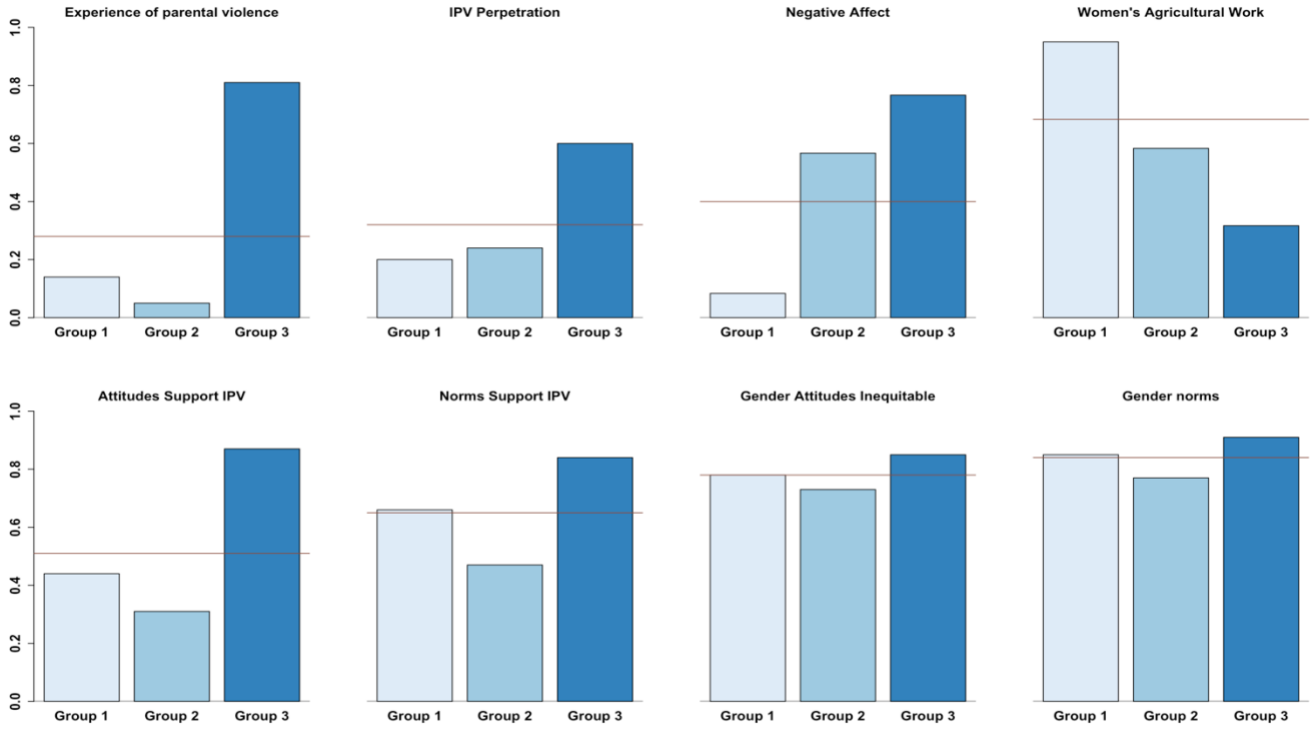 Experience of parental violence
IPV Perpetration
Negative Affect
Women's Agricultural Work
1.0
0.8
0.6
0.4
0.2
0.0
Group 1 Group 2 Group 3
Group 1 Group 2 Group 3
Group 1 Group 2 Group 3
Group 1 Group 2 Group 3
Attitudes Support IPV
Norms Support IPV
Gender Attitudes Inequitable
Gender norms
1.0
0.8
0.6
0.4
0.2
0.0
Group 1 Group 2 Group 3
Group 1 Group 2 Group 3
Group 1 Group 2 Group 3
Group 1 Group 2 Group 3